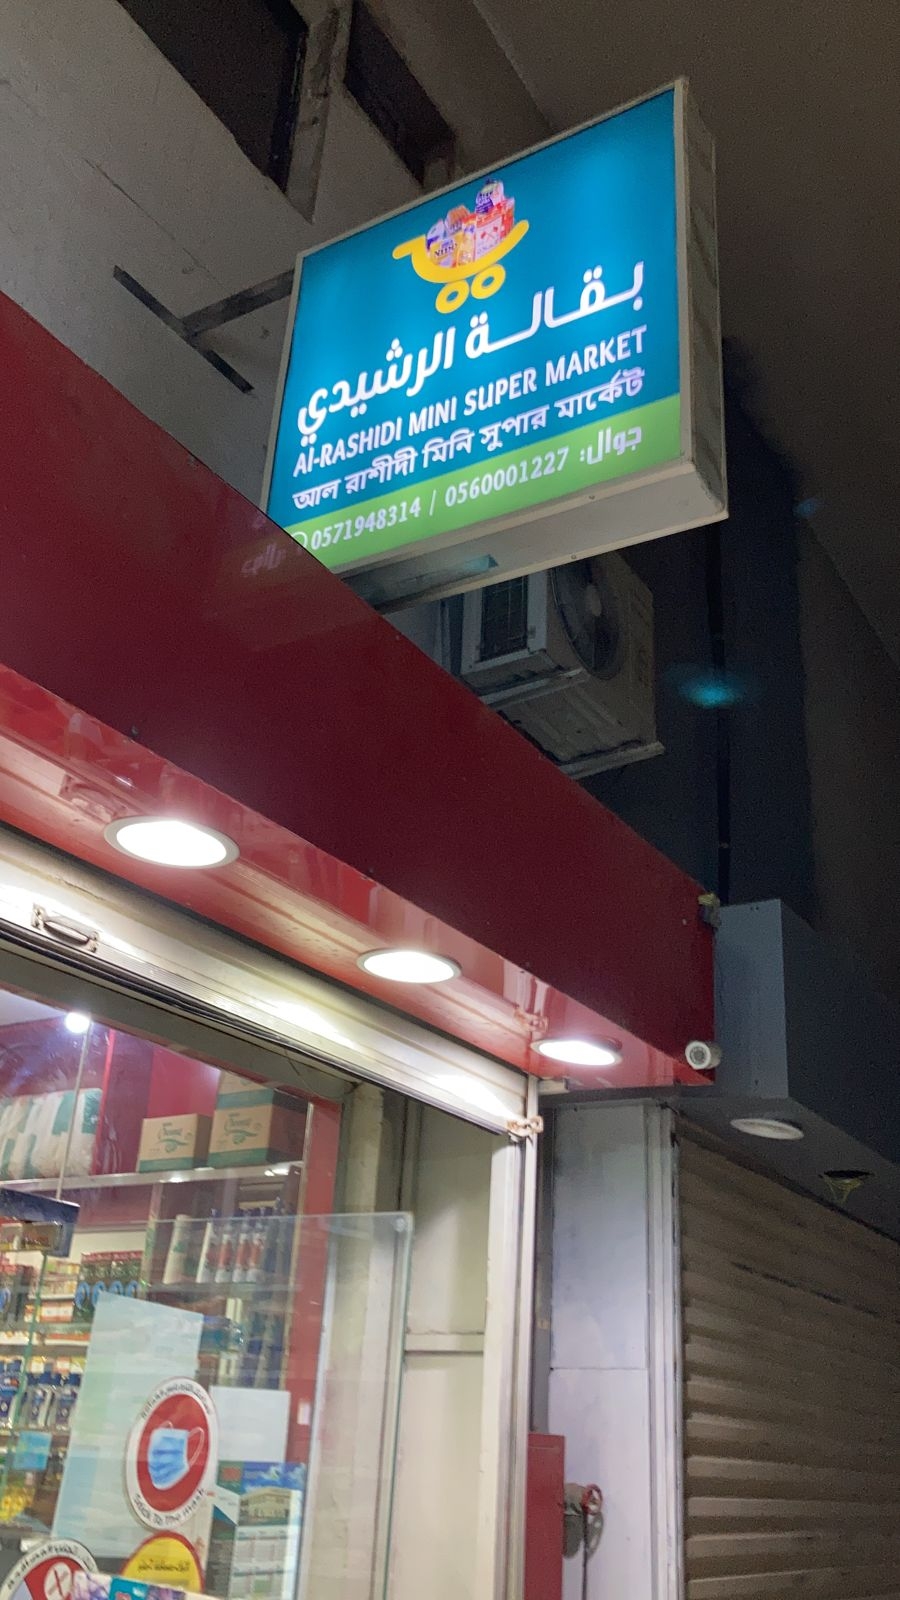 بقالة الرشيدي
Al-RASHIDI MINI SUPER MARKET
আল রাশীদী মিনি সুপার মার্কেট
جوال: 0560001227 / 0571948314